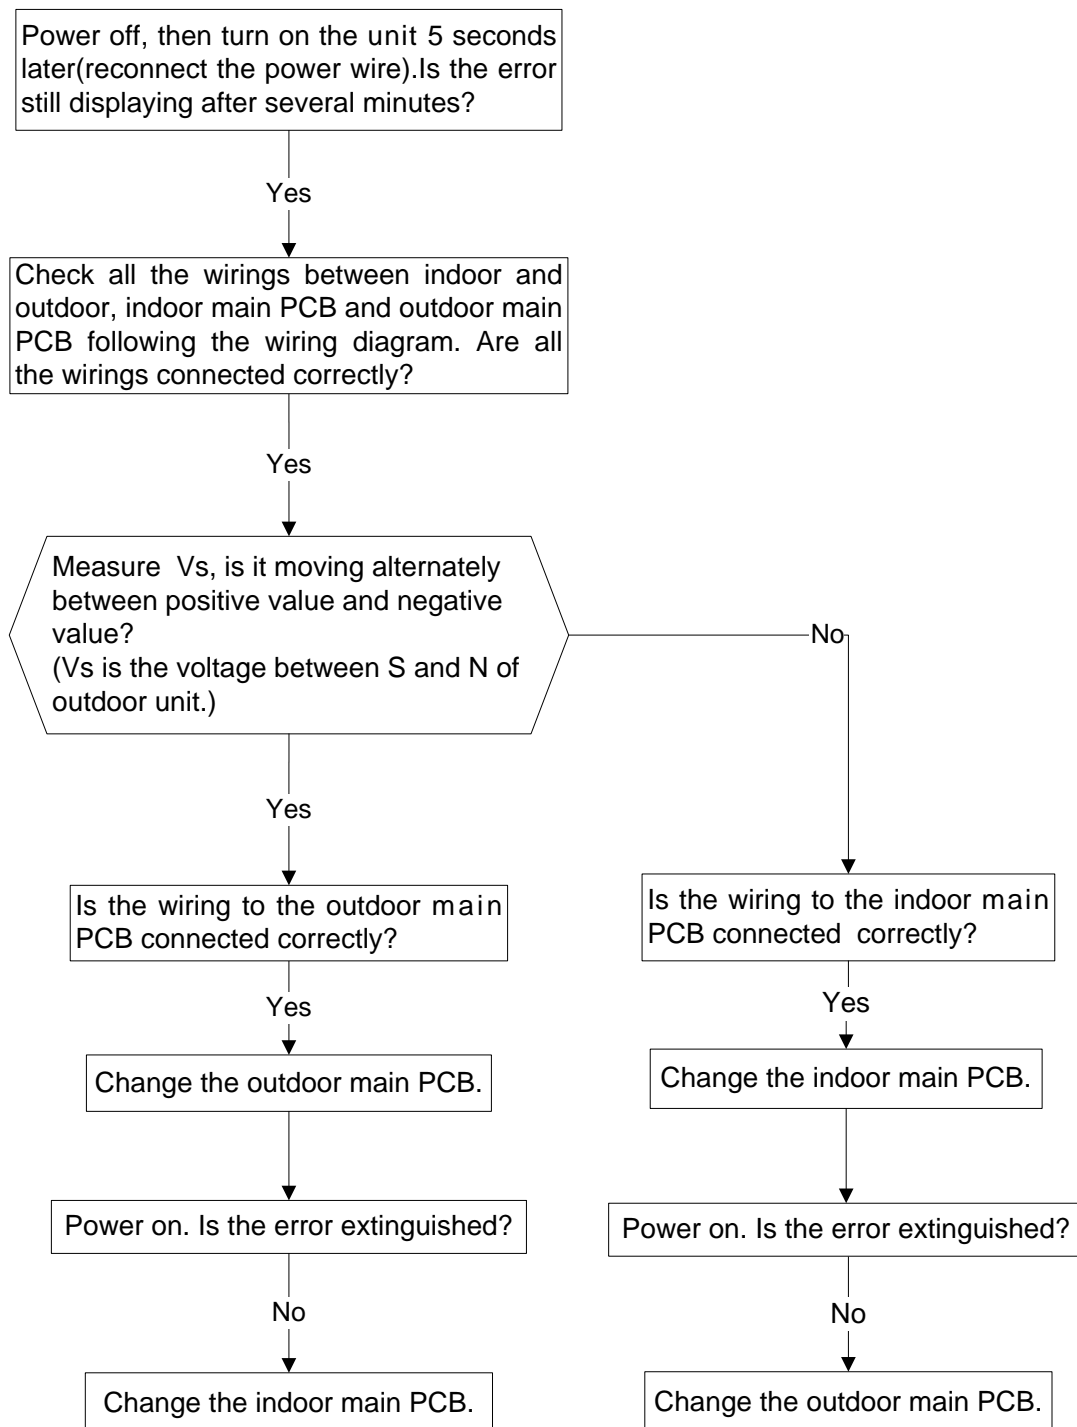 Power off, then turn on the unit 5 seconds
later(reconnect the power wire).Is the error
still displaying after several minutes?
Yes
Check all the wirings between indoor and
outdoor, indoor main PCB and outdoor main
PCB following the wiring diagram. Are all
the wirings connected correctly?
Yes
Measure Vs, is it moving alternately
between positive value and negative
value?
(Vs is the voltage between S and N of
outdoor unit.)
No
Yes
Is the wiring to the outdoor main
PCB connected correctly?
Yes
Change the outdoor main PCB.
Power on. Is the error extinguished?
No
Change the indoor main PCB.
Is the wiring to the indoor main
PCB connected correctly?
Yes
Change the indoor main PCB.
Power on. Is the error extinguished?
No
Change the outdoor main PCB.